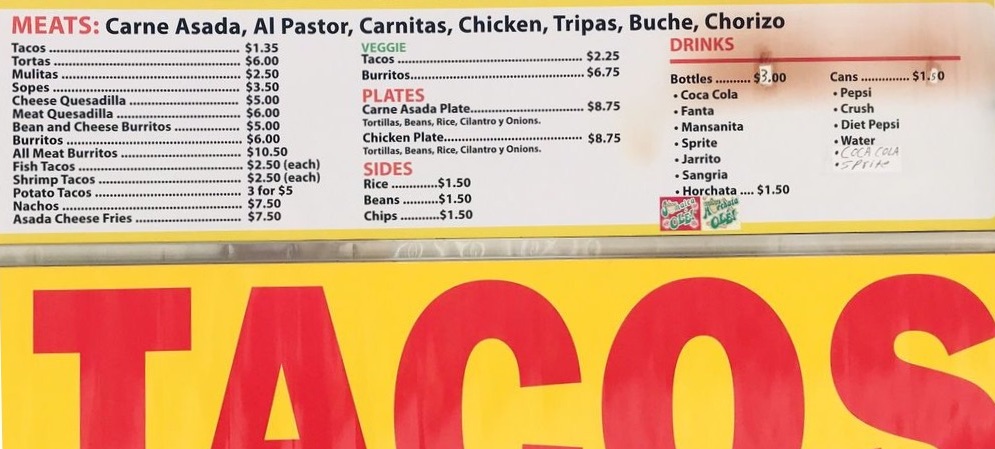 MEATS: Carne Asada, Al Pastor, Carnitas, Chicken, Tripas, Buche, Chorizo
Tacos ........ $1.35
Tortas ........ $6.00
Mulitas ........ $2.50
Sopes ........ $3.50
Cheese Quesadilla ........ $5.00
Meat Quesadilla ........ $6.00
Bean and Cheese Burritos ........ $5.00
Burritos ........ $6.00
All Meat Burritos ........ $10.50
Fish Tacos ........ $2.50 (each)
Shrimp Tacos ........ $2.50 (each)
Potato Tacos ........ 3 for $5
Nachos ........ $7.50
Asada Cheese Fries ........ $7.50
VEGGIE
Tacos ........ $2.25
Burritos ........ $6.75
PLATES
Carne Asada Plate ........ $8.75
Tortillas, Beans, Rice, Cilantro y Onions.
Chicken Plate ........ $8.75
Tortillas, Beans, Rice, Cilantro y Onions.
SIDES
Rice ........ $1.50
Beans ........ $1.50
Chips ........ $1.50
DRINKS
Bottles ........ $3.00
• Coca Cola
• Fanta
• Mansanita
• Sprite
• Jarrito
• Sangria
• Horchata .... $1.50
Jamaica
OLÉ!
Horchata
OLÉ!
Cans ........ $1.50
• Pepsi
• Crush
• Diet Pepsi
• Water
• COCA COLA
• Sprite
TACOS